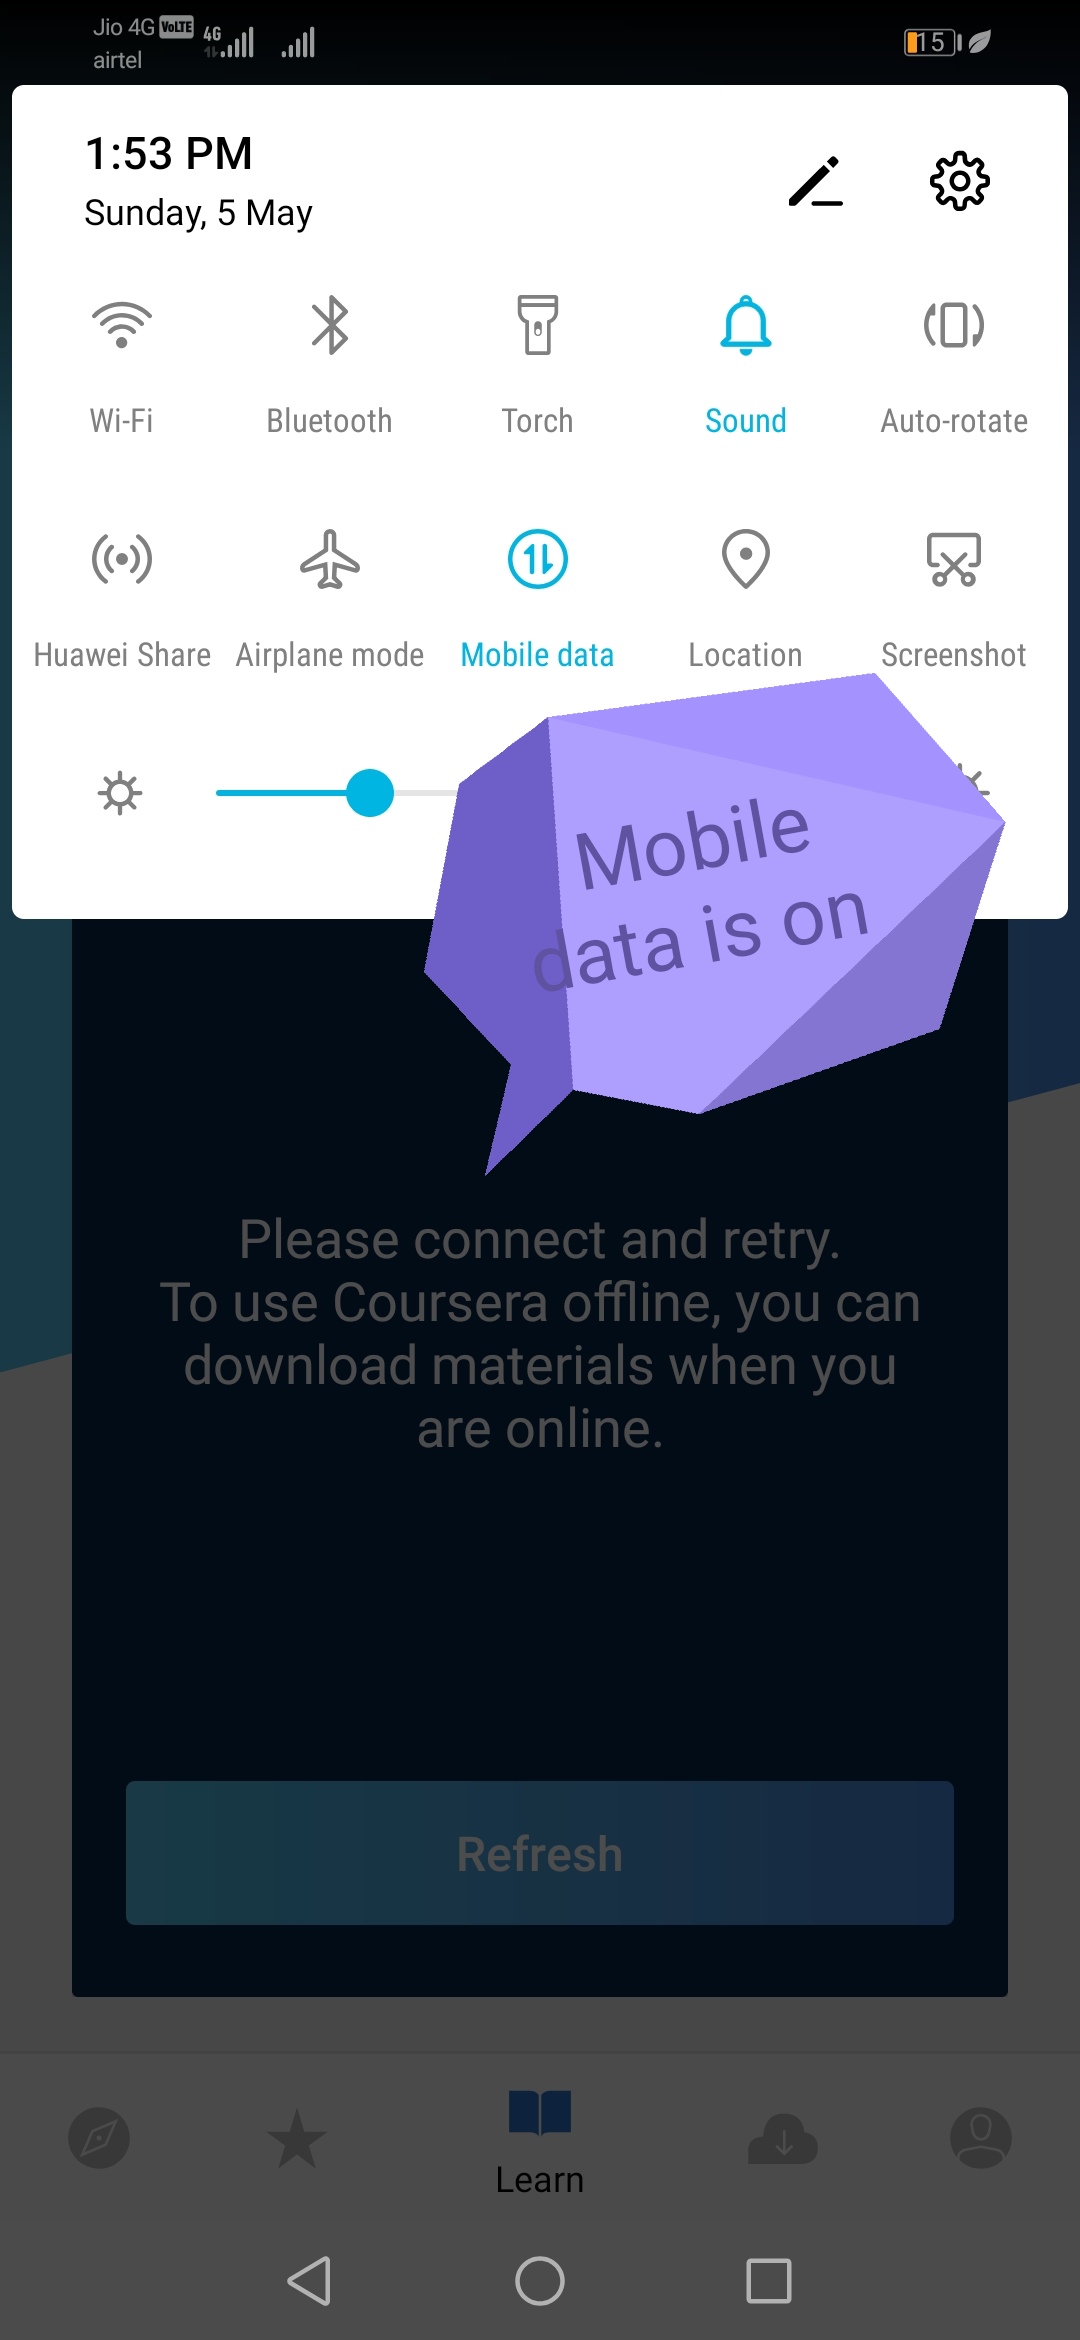 Jio 4G VoLTE
4G
airtel
15
1:53 PM
Sunday, 5 May
Wi-Fi
Bluetooth
Torch
Sound
Auto-rotate
Huawei Share
Airplane mode
Mobile data
Location
Screenshot
Mobile
data is on
Please connect and retry.
To use Coursera offline, you can
download materials when you
are online.
Refresh
Learn